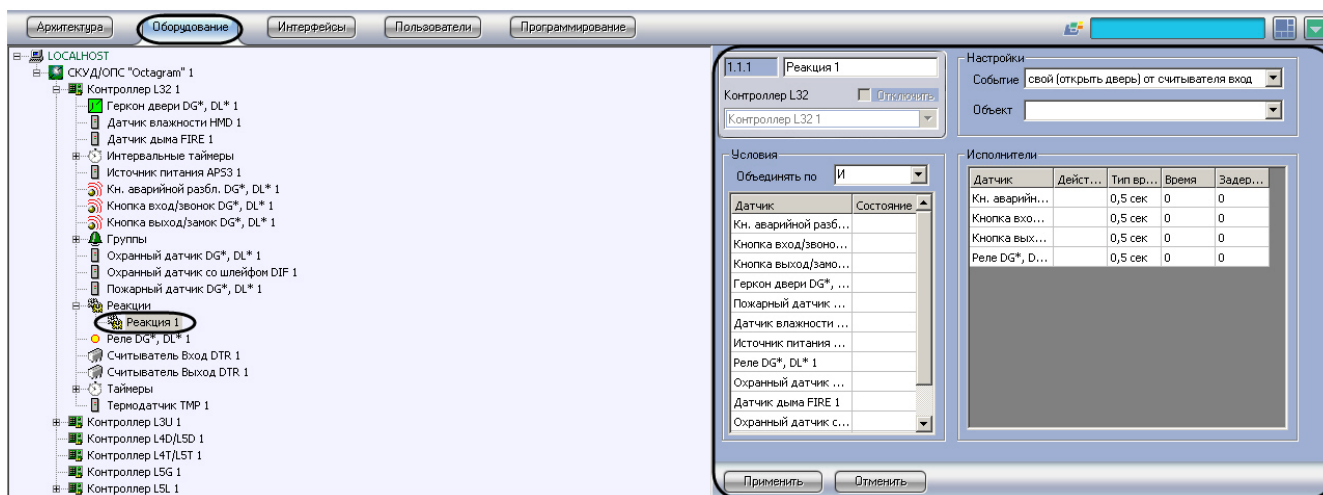 Архитектура Оборудование Интерфейсы Пользователи Программирование
LOCALHOST
СКУД/ОПС "Octagram" 1
Контроллер L32 1
Геркон двери DG*, DL* 1
Датчик влажности HMD 1
Датчик дыма FIRE 1
Интервальные таймеры
Источник питания APS3 1
Кн. аварийной разбл. DG*, DL* 1
Кнопка вход/звонок DG*, DL* 1
Кнопка выход/замок DG*, DL* 1
Группы
Охранный датчик DG*, DL* 1
Охранный датчик со шлейфом DIF 1
Пожарный датчик DG*, DL* 1
Реакции
Реакция 1
Реле DG*, DL* 1
Считыватель Вход DTR 1
Считыватель Выход DTR 1
Таймеры
Термодатчик TMP 1
Контроллер L3U 1
Контроллер L4D/L5D 1
Контроллер L4T/L5T 1
Контроллер L5G 1
Контроллер L5L 1
1.1.1 Реакция 1
Контроллер L32 Отключить
Контроллер L32 1
Настройки
Событие свой (открыть дверь) от считывателя вход
Объект
Условия
Объединять по И
Датчик Состояние
Кн. аварийной разб...
Кнопка вход/звоно...
Кнопка выход/замо...
Геркон двери DG*, ...
Пожарный датчик ...
Датчик влажности ...
Источник питания ...
Реле DG*, DL* 1
Охранный датчик ...
Датчик дыма FIRE 1
Охранный датчик с...
Исполнители
Датчик Дейст... Тип вр... Время Задер...
Кн. аварийн... 0,5 сек 0 0
Кнопка вхо... 0,5 сек 0 0
Кнопка вых... 0,5 сек 0 0
Реле DG*, D... 0,5 сек 0 0
Применить Отменить